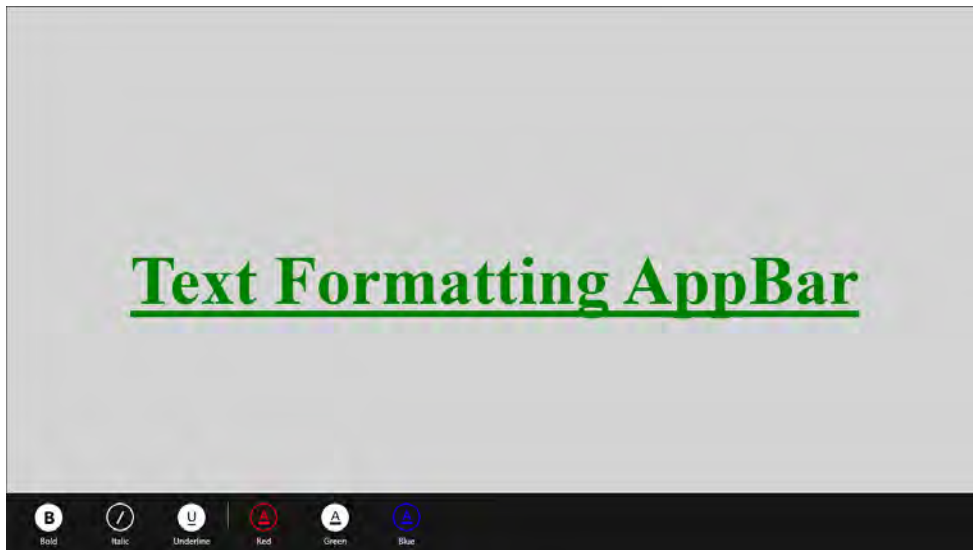 Text Formatting AppBar
B / U A A A
Bold Italic Underline Red Green Blue